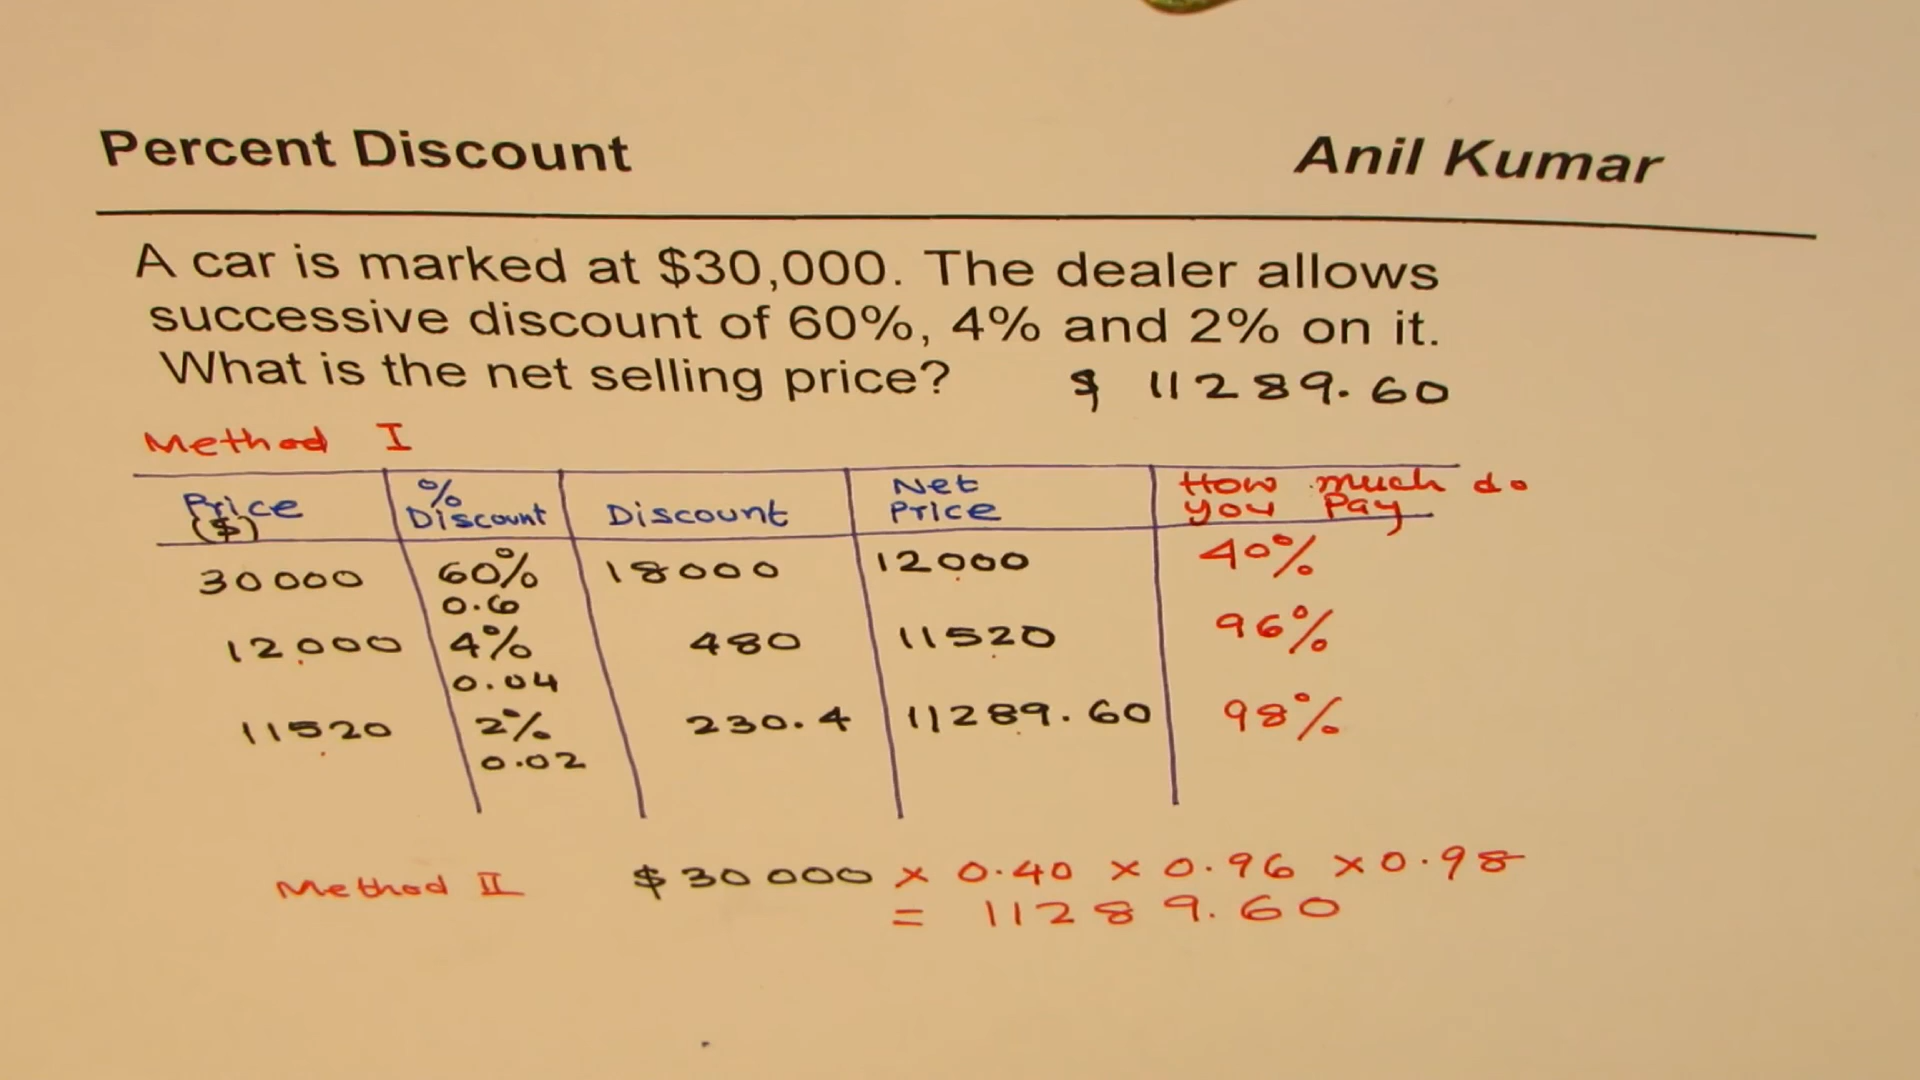 Percent Discount Anil Kumar
A car is marked at $30,000. The dealer allows
successive discount of 60%, 4% and 2% on it.
What is the net selling price? $ 11289.60
Method I
Price ($) % Discount Discount Net Price How much do you Pay
30000 60% 18000 12000 40%
0.6
12000 4% 480 11520 96%
0.04
11520 2% 230.4 11289.60 98%
0.02
Method II $30000 × 0.40 × 0.96 × 0.98
= 11289.60